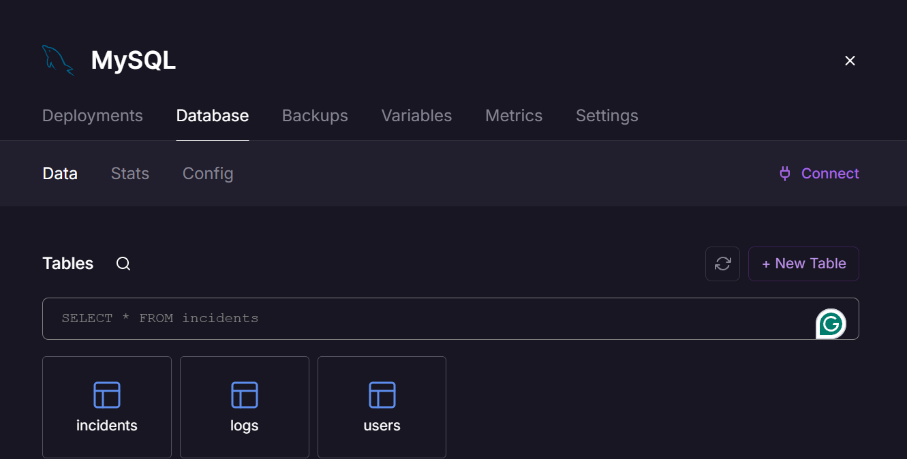 MySQL
Deployments Database Backups Variables Metrics Settings
Data Stats Config Connect
Tables + New Table
SELECT * FROM incidents
incidents logs users